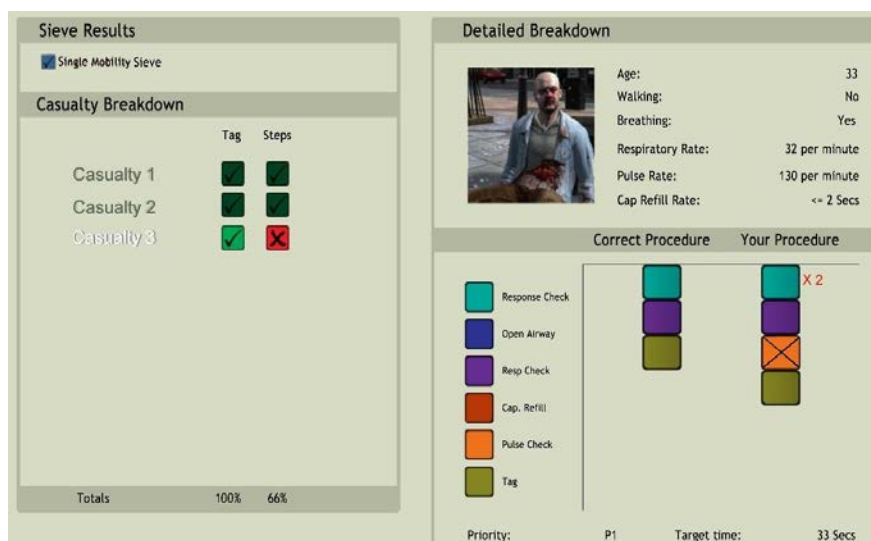 Sieve Results
Single Mobility Sieve
Casualty Breakdown
Tag Steps
Casualty 1
Casualty 2
Casualty 3
Totals 100% 66%
Detailed Breakdown
Age: 33
Walking: No
Breathing: Yes
Respiratory Rate: 32 per minute
Pulse Rate: 130 per minute
Cap Refill Rate: <= 2 Secs
Correct Procedure Your Procedure
X 2
Response Check
Open Airway
Resp Check
Cap. Refill
Pulse Check
Tag
Priority: P1 Target time: 33 Secs